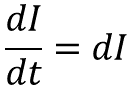 dI/dt = dI